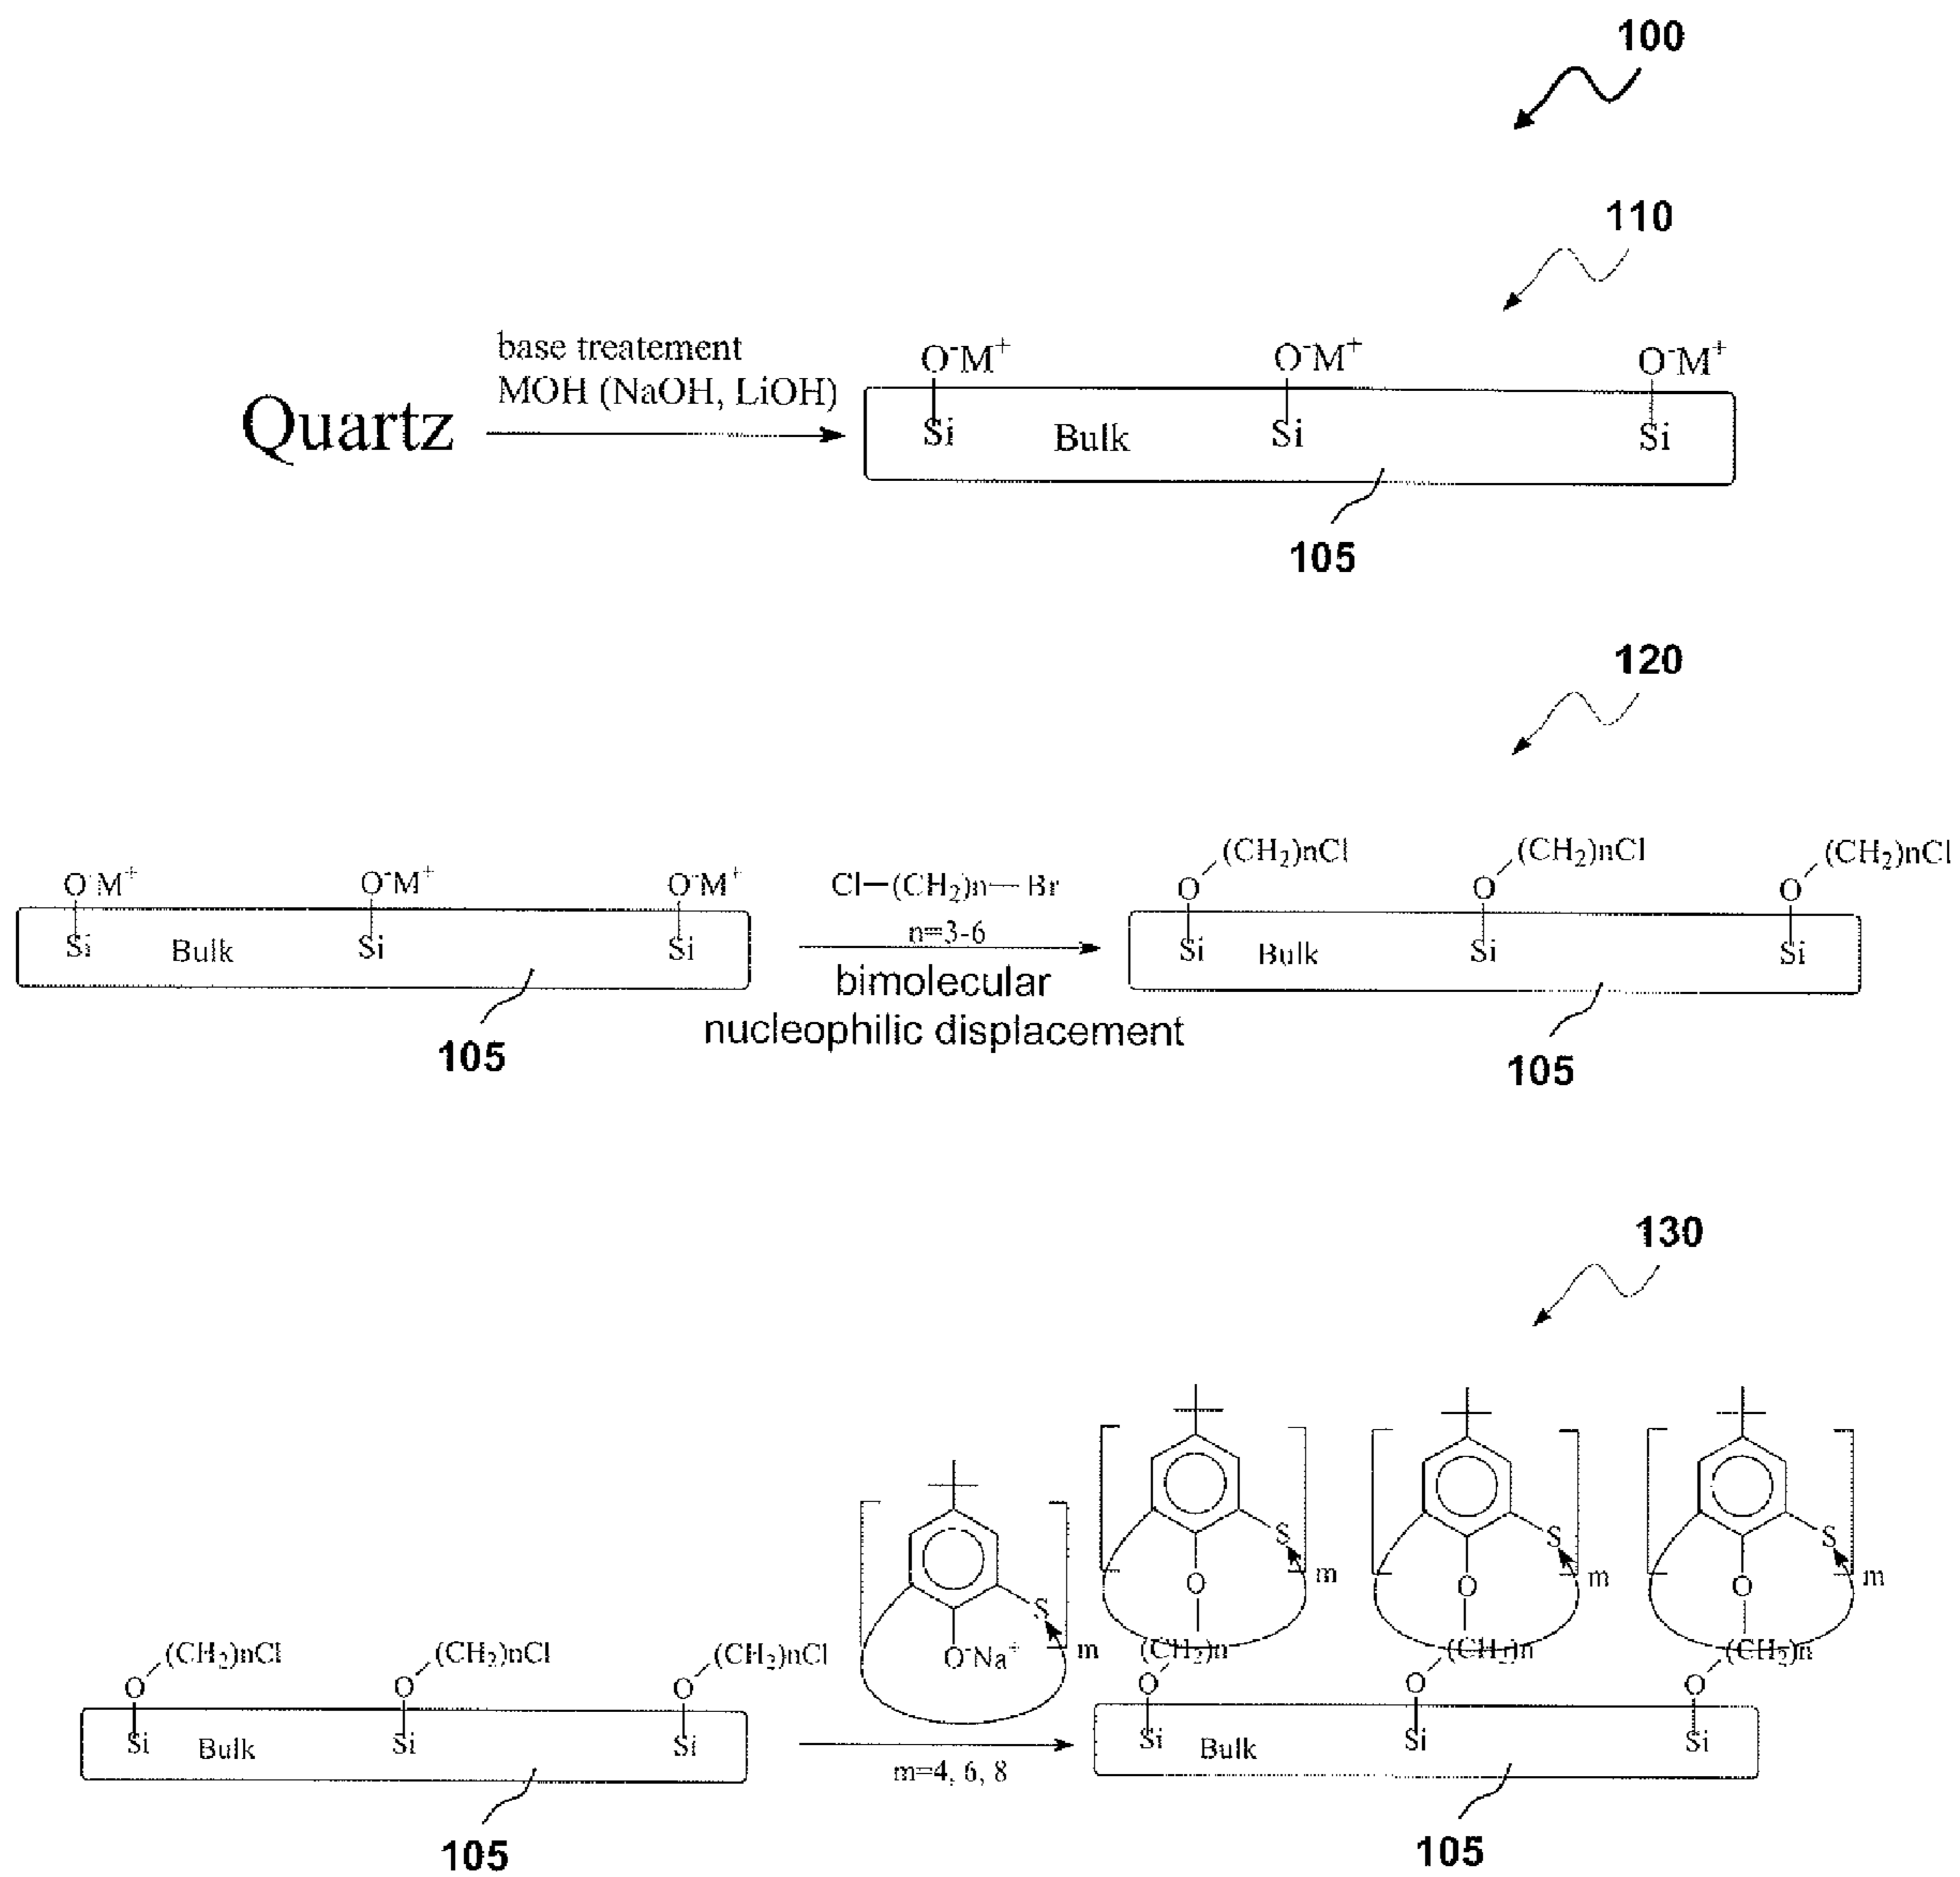 100
110
base treatement
MOH (NaOH, LiOH)
Quartz
O⁻M⁺ O⁻M⁺ O⁻M⁺
Si Bulk Si Si
105
120
(CH₂)nCl (CH₂)nCl (CH₂)nCl
O⁻M⁺ O⁻M⁺ O⁻M⁺
Cl—(CH₂)n—Br
O O O
n=3-6
Si Bulk Si Si
Si Bulk Si Si
bimolecular
nucleophilic displacement
105
105
130
S S S
m m m
O O O
S
m
O⁻Na⁺
(CH₂)n (CH₂)n (CH₂)n
(CH₂)nCl (CH₂)nCl (CH₂)nCl
O O O
O O O
Si Bulk Si Si
Si Bulk Si Si
m=4, 6, 8
105
105